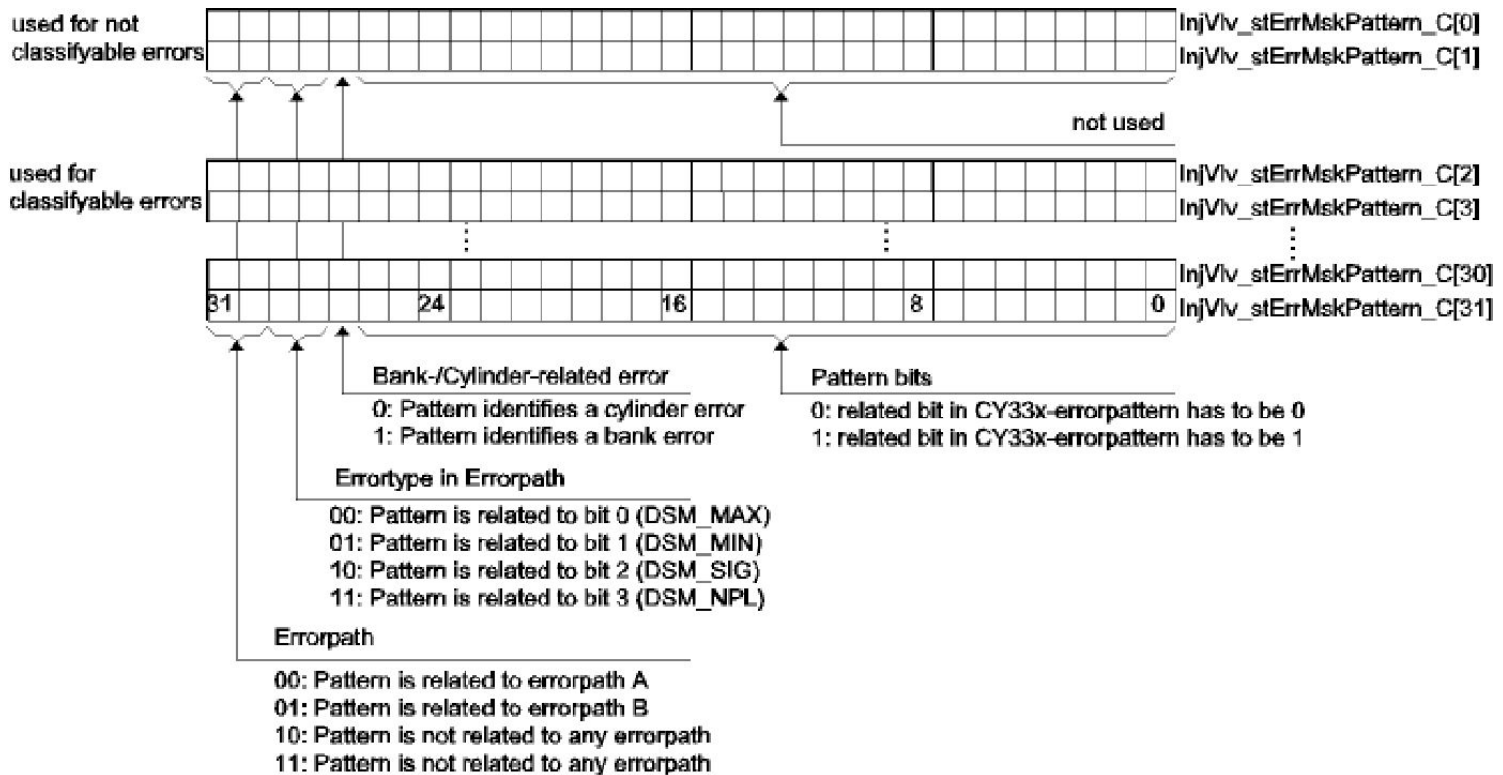 used for not
classifyable errors
InjVlv_stErrMskPattern_C[0]
InjVlv_stErrMskPattern_C[1]
not used
used for
classifyable errors
InjVlv_stErrMskPattern_C[2]
InjVlv_stErrMskPattern_C[3]
InjVlv_stErrMskPattern_C[30]
31 24 16 8 0
InjVlv_stErrMskPattern_C[31]
Bank-/Cylinder-related error
0: Pattern identifies a cylinder error
1: Pattern identifies a bank error
Pattern bits
0: related bit in CY33x-errorpattern has to be 0
1: related bit in CY33x-errorpattern has to be 1
Errortype in Errorpath
00: Pattern is related to bit 0 (DSM_MAX)
01: Pattern is related to bit 1 (DSM_MIN)
10: Pattern is related to bit 2 (DSM_SIG)
11: Pattern is related to bit 3 (DSM_NPL)
Errorpath
00: Pattern is related to errorpath A
01: Pattern is related to errorpath B
10: Pattern is not related to any errorpath
11: Pattern is not related to any errorpath